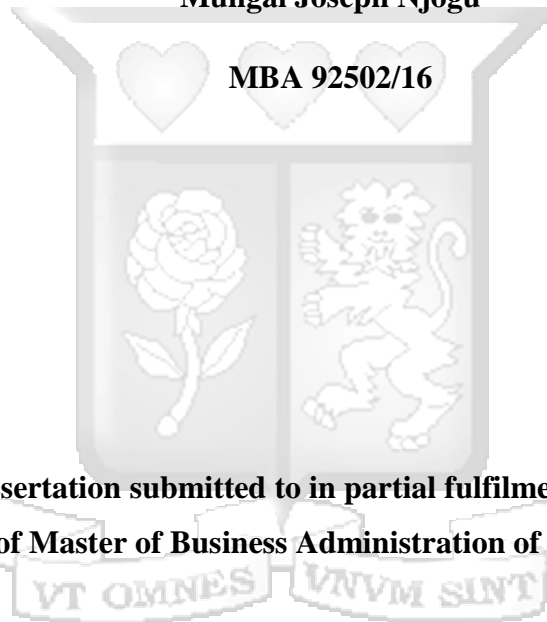 Joseph Njogu
MBA 92502/16
sertation submitted to in partial fulfilme
of Master of Business Administration of
VT OMNES VNVM SINT